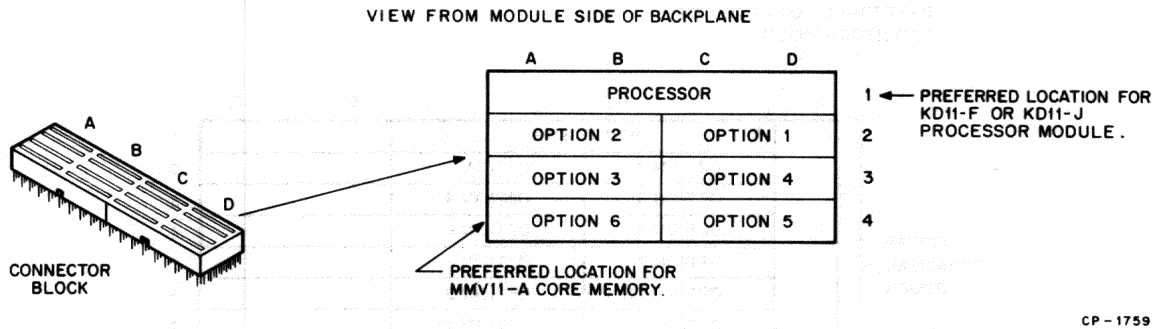 VIEW FROM MODULE SIDE OF BACKPLANE
A B C D
PROCESSOR
1
PREFERRED LOCATION FOR
KD11-F OR KD11-J
PROCESSOR MODULE.
OPTION 2 OPTION 1
2
OPTION 3 OPTION 4
3
OPTION 6 OPTION 5
4
A
B
C
D
CONNECTOR
BLOCK
PREFERRED LOCATION FOR
MMV11-A CORE MEMORY.
CP-1759